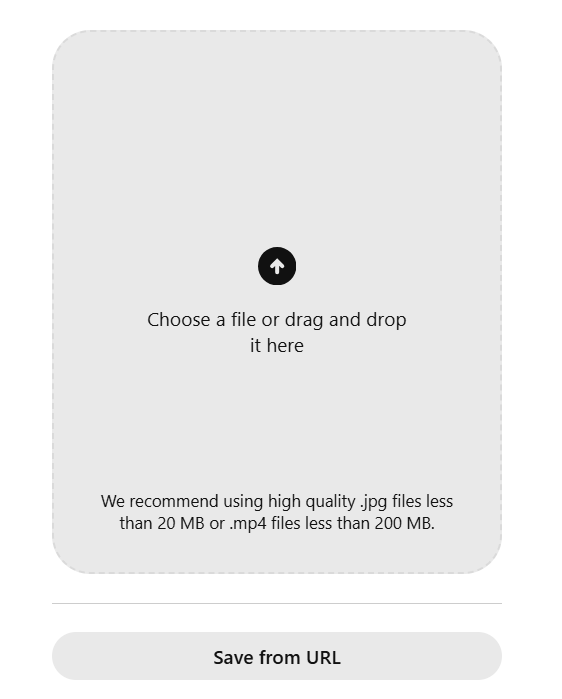 Choose a file or drag and drop
it here
We recommend using high quality .jpg files less
than 20 MB or .mp4 files less than 200 MB.
Save from URL